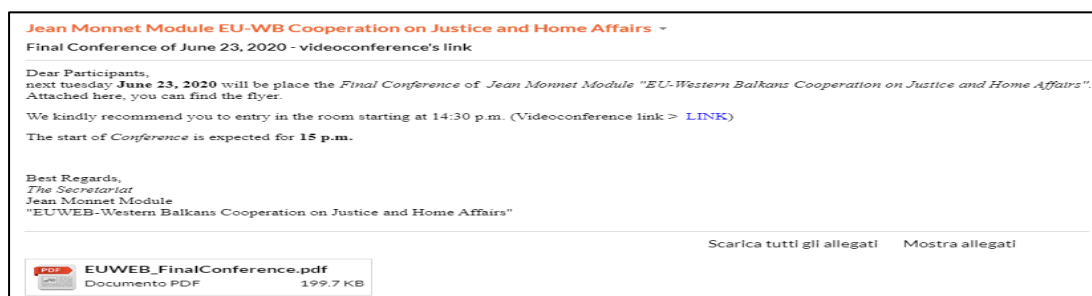 Jean Monnet Module EU-WB Cooperation on Justice and Home Affairs
Final Conference of June 23, 2020 - videoconference's link
Dear Participants,
next tuesday June 23, 2020 will be place the Final Conference of Jean Monnet Module "EU-Western Balkans Cooperation on Justice and Home Affairs".
Attached here, you can find the flyer.
We kindly recommend you to entry in the room starting at 14:30 p.m. (Videoconference link > LINK)
The start of Conference is expected for 15 p.m.
Best Regards,
The Secretariat
Jean Monnet Module
"EUWEB-Western Balkans Cooperation on Justice and Home Affairs"
Scarica tutti gli allegati Mostra allegati
PDF
EUWEB_FinalConference.pdf
Documento PDF 199.7 KB